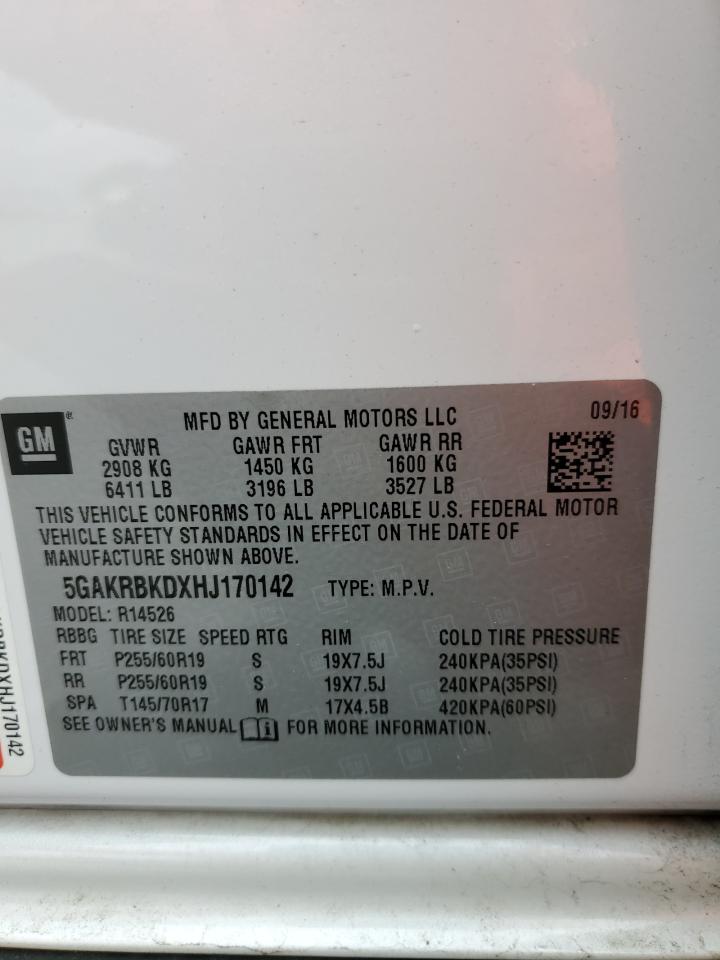 GM ®
MFD BY GENERAL MOTORS LLC 09/16
GVWR GAWR FRT GAWR RR
2908 KG 1450 KG 1600 KG
6411 LB 3196 LB 3527 LB
THIS VEHICLE CONFORMS TO ALL APPLICABLE U.S. FEDERAL MOTOR
VEHICLE SAFETY STANDARDS IN EFFECT ON THE DATE OF
MANUFACTURE SHOWN ABOVE.
5GAKRBKDXHJ170142 TYPE: M.P.V.
MODEL: R14526
RBBG TIRE SIZE SPEED RTG RIM COLD TIRE PRESSURE
FRT P255/60R19 S 19X7.5J 240KPA(35PSI)
RR P255/60R19 S 19X7.5J 240KPA(35PSI)
SPA T145/70R17 M 17X4.5B 420KPA(60PSI)
SEE OWNER'S MANUAL FOR MORE INFORMATION.
KDXHJ170142